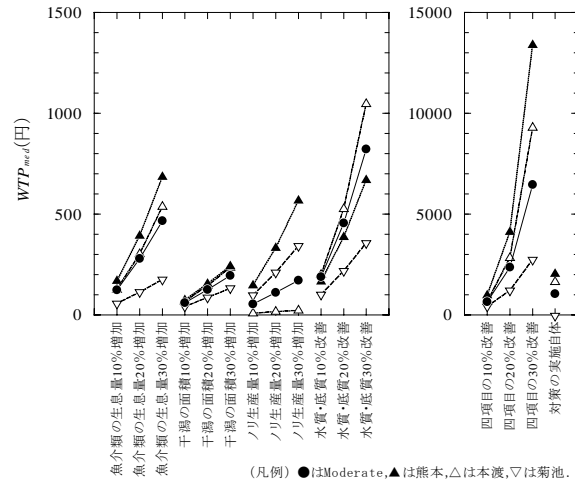 1500
1000
500
0
WTPmed(円)
15000
10000
5000
0
魚介類の生息量10%増加
魚介類の生息量20%増加
魚介類の生息量30%増加
干潟の面積10%増加
干潟の面積20%増加
干潟の面積30%増加
ノリ生産量10%増加
ノリ生産量20%増加
ノリ生産量30%増加
水質・底質10%改善
水質・底質20%改善
水質・底質30%改善
四項目の10%改善
四項目の20%改善
四項目の30%改善
対策の実施自体
(凡例) ●はModerate,▲は熊本,△は本渡,▽は菊池.